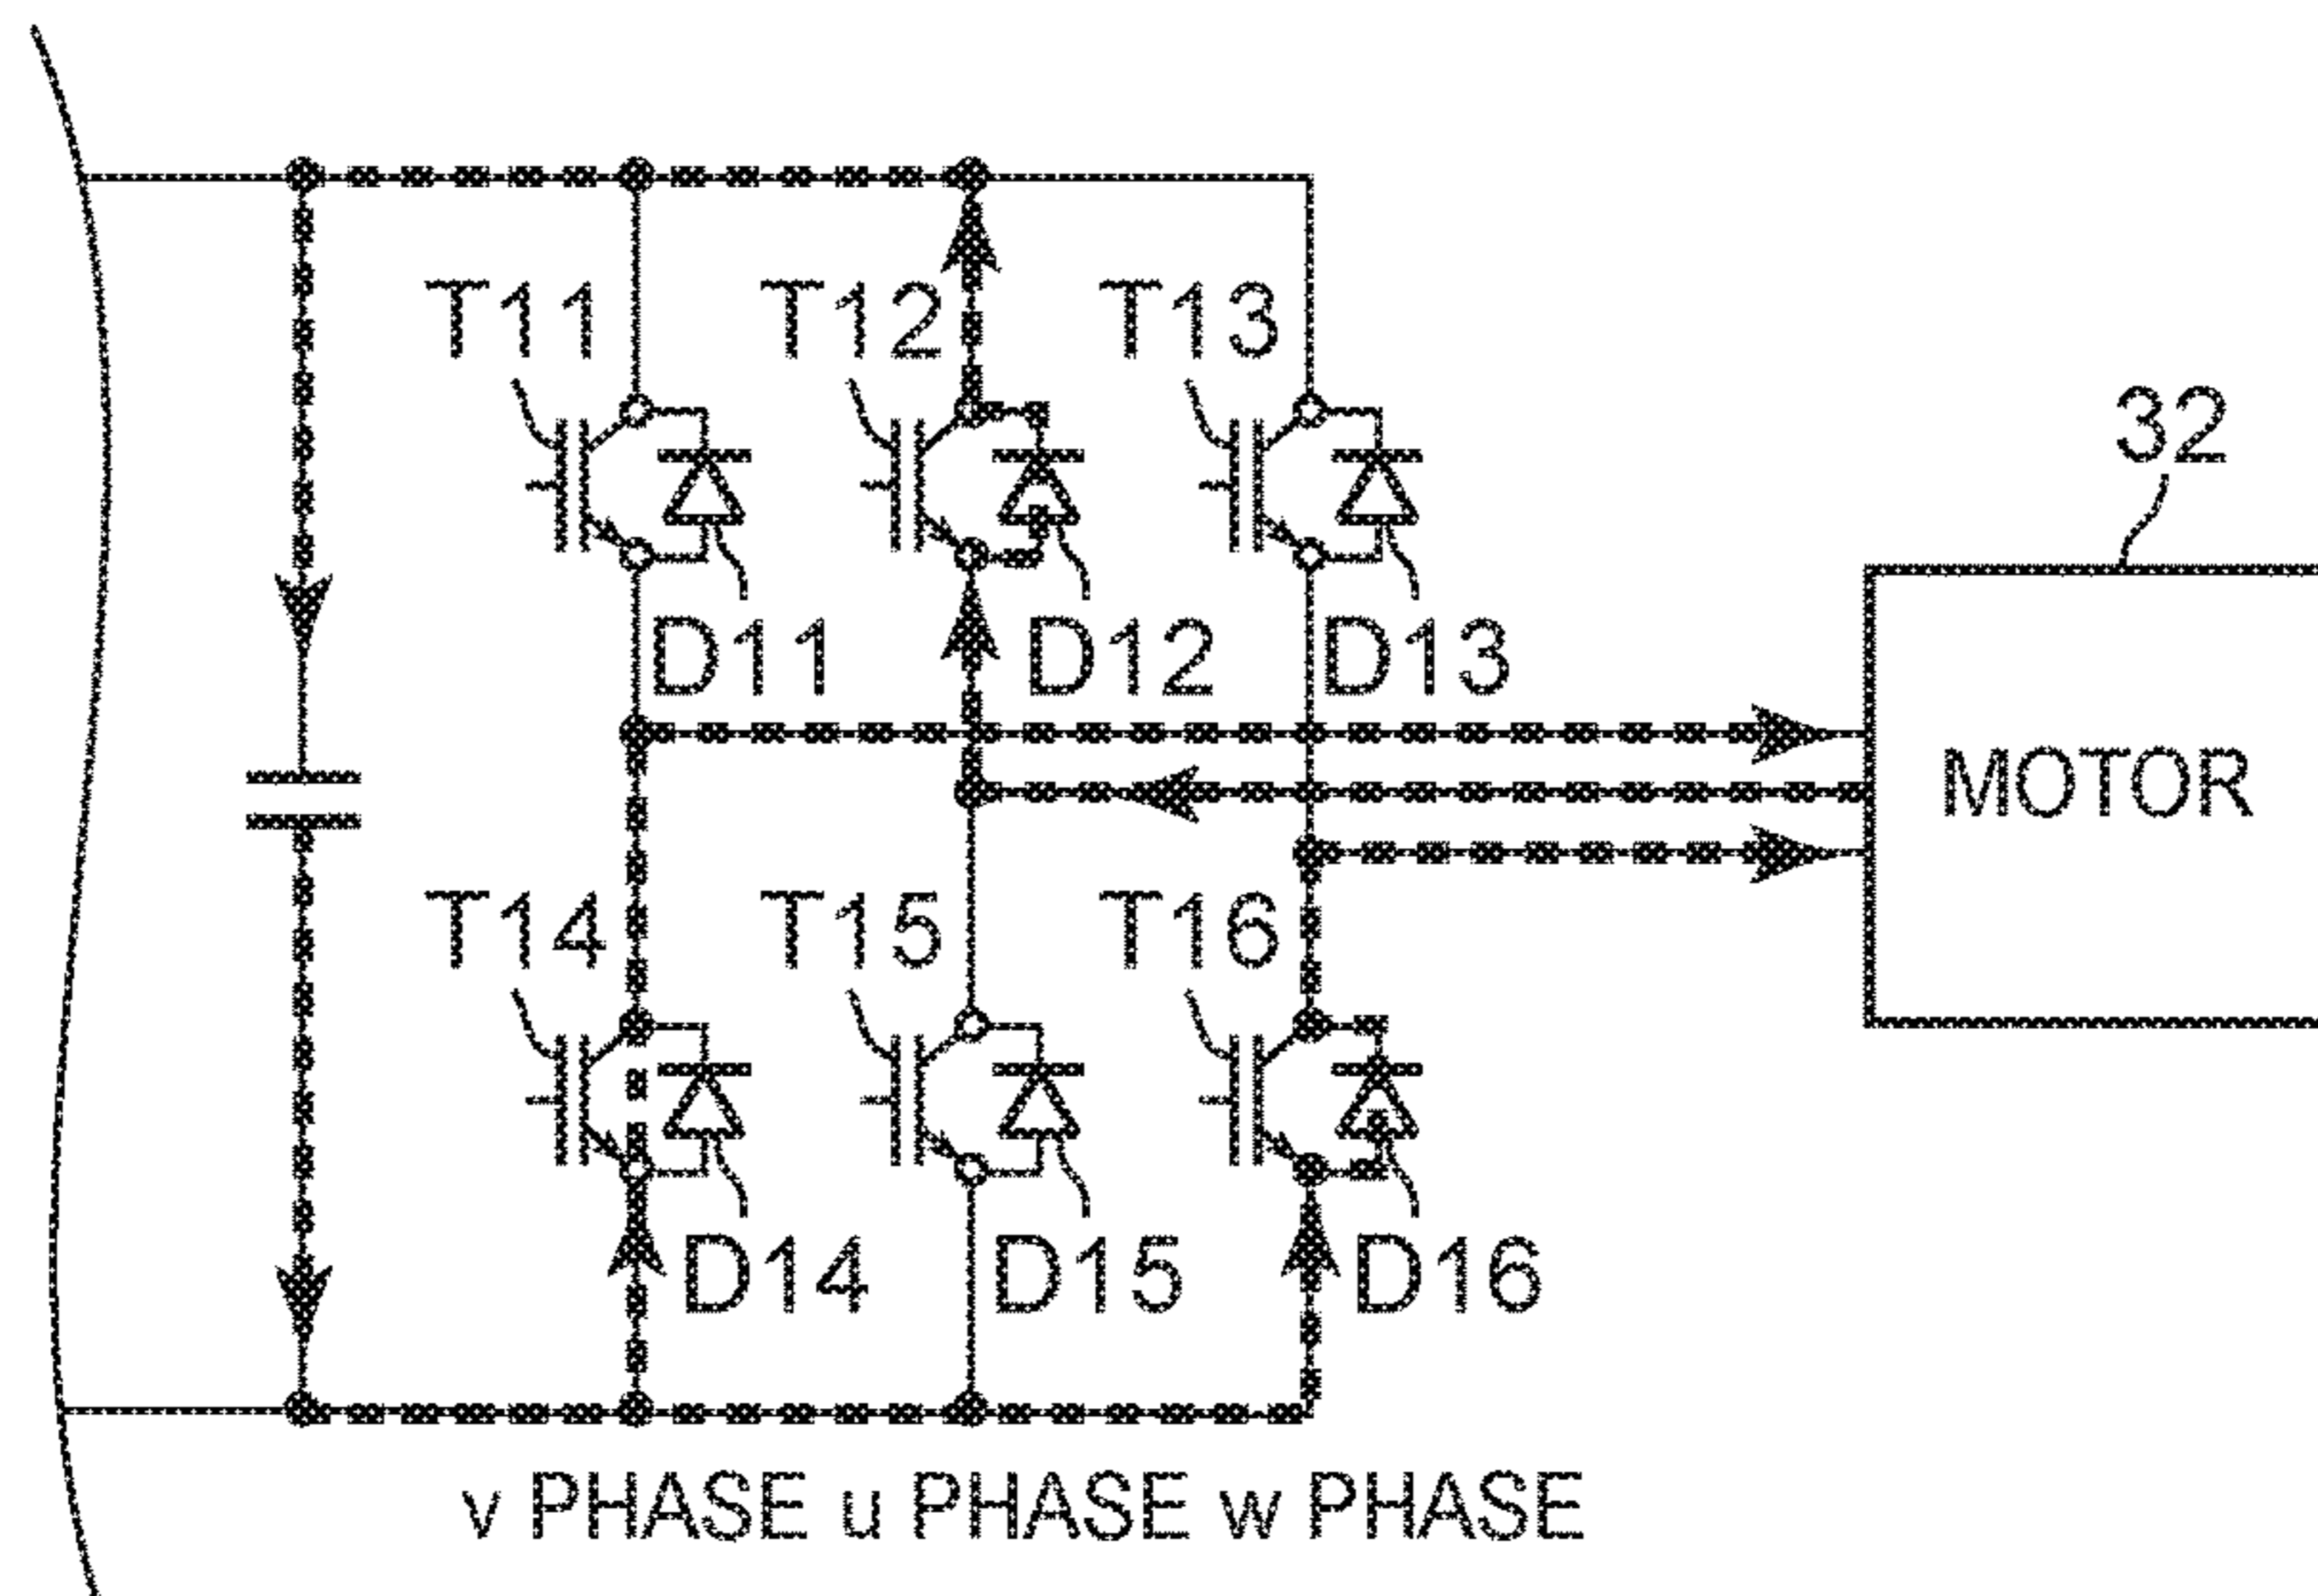 T11 T12 T13
32
D11 D12 D13
MOTOR
T14 T15 T16
D14 D15 D16
v PHASE u PHASE w PHASE